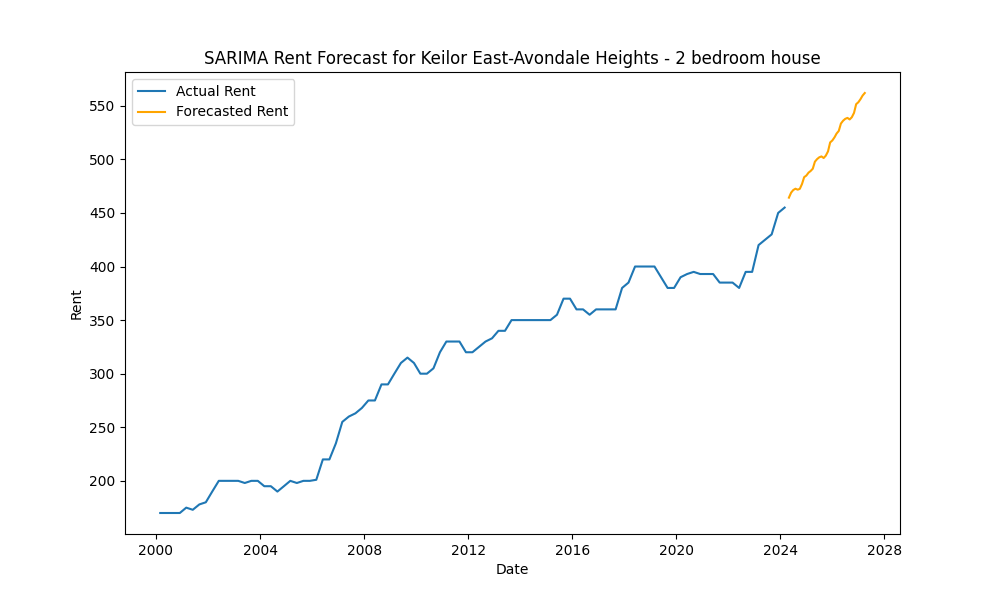 SARIMA Rent Forecast for Keilor East-Avondale Heights - 2 bedroom house
Actual Rent
Forecasted Rent
550
500
450
400
350
300
250
200
Rent
2000 2004 2008 2012 2016 2020 2024 2028
Date